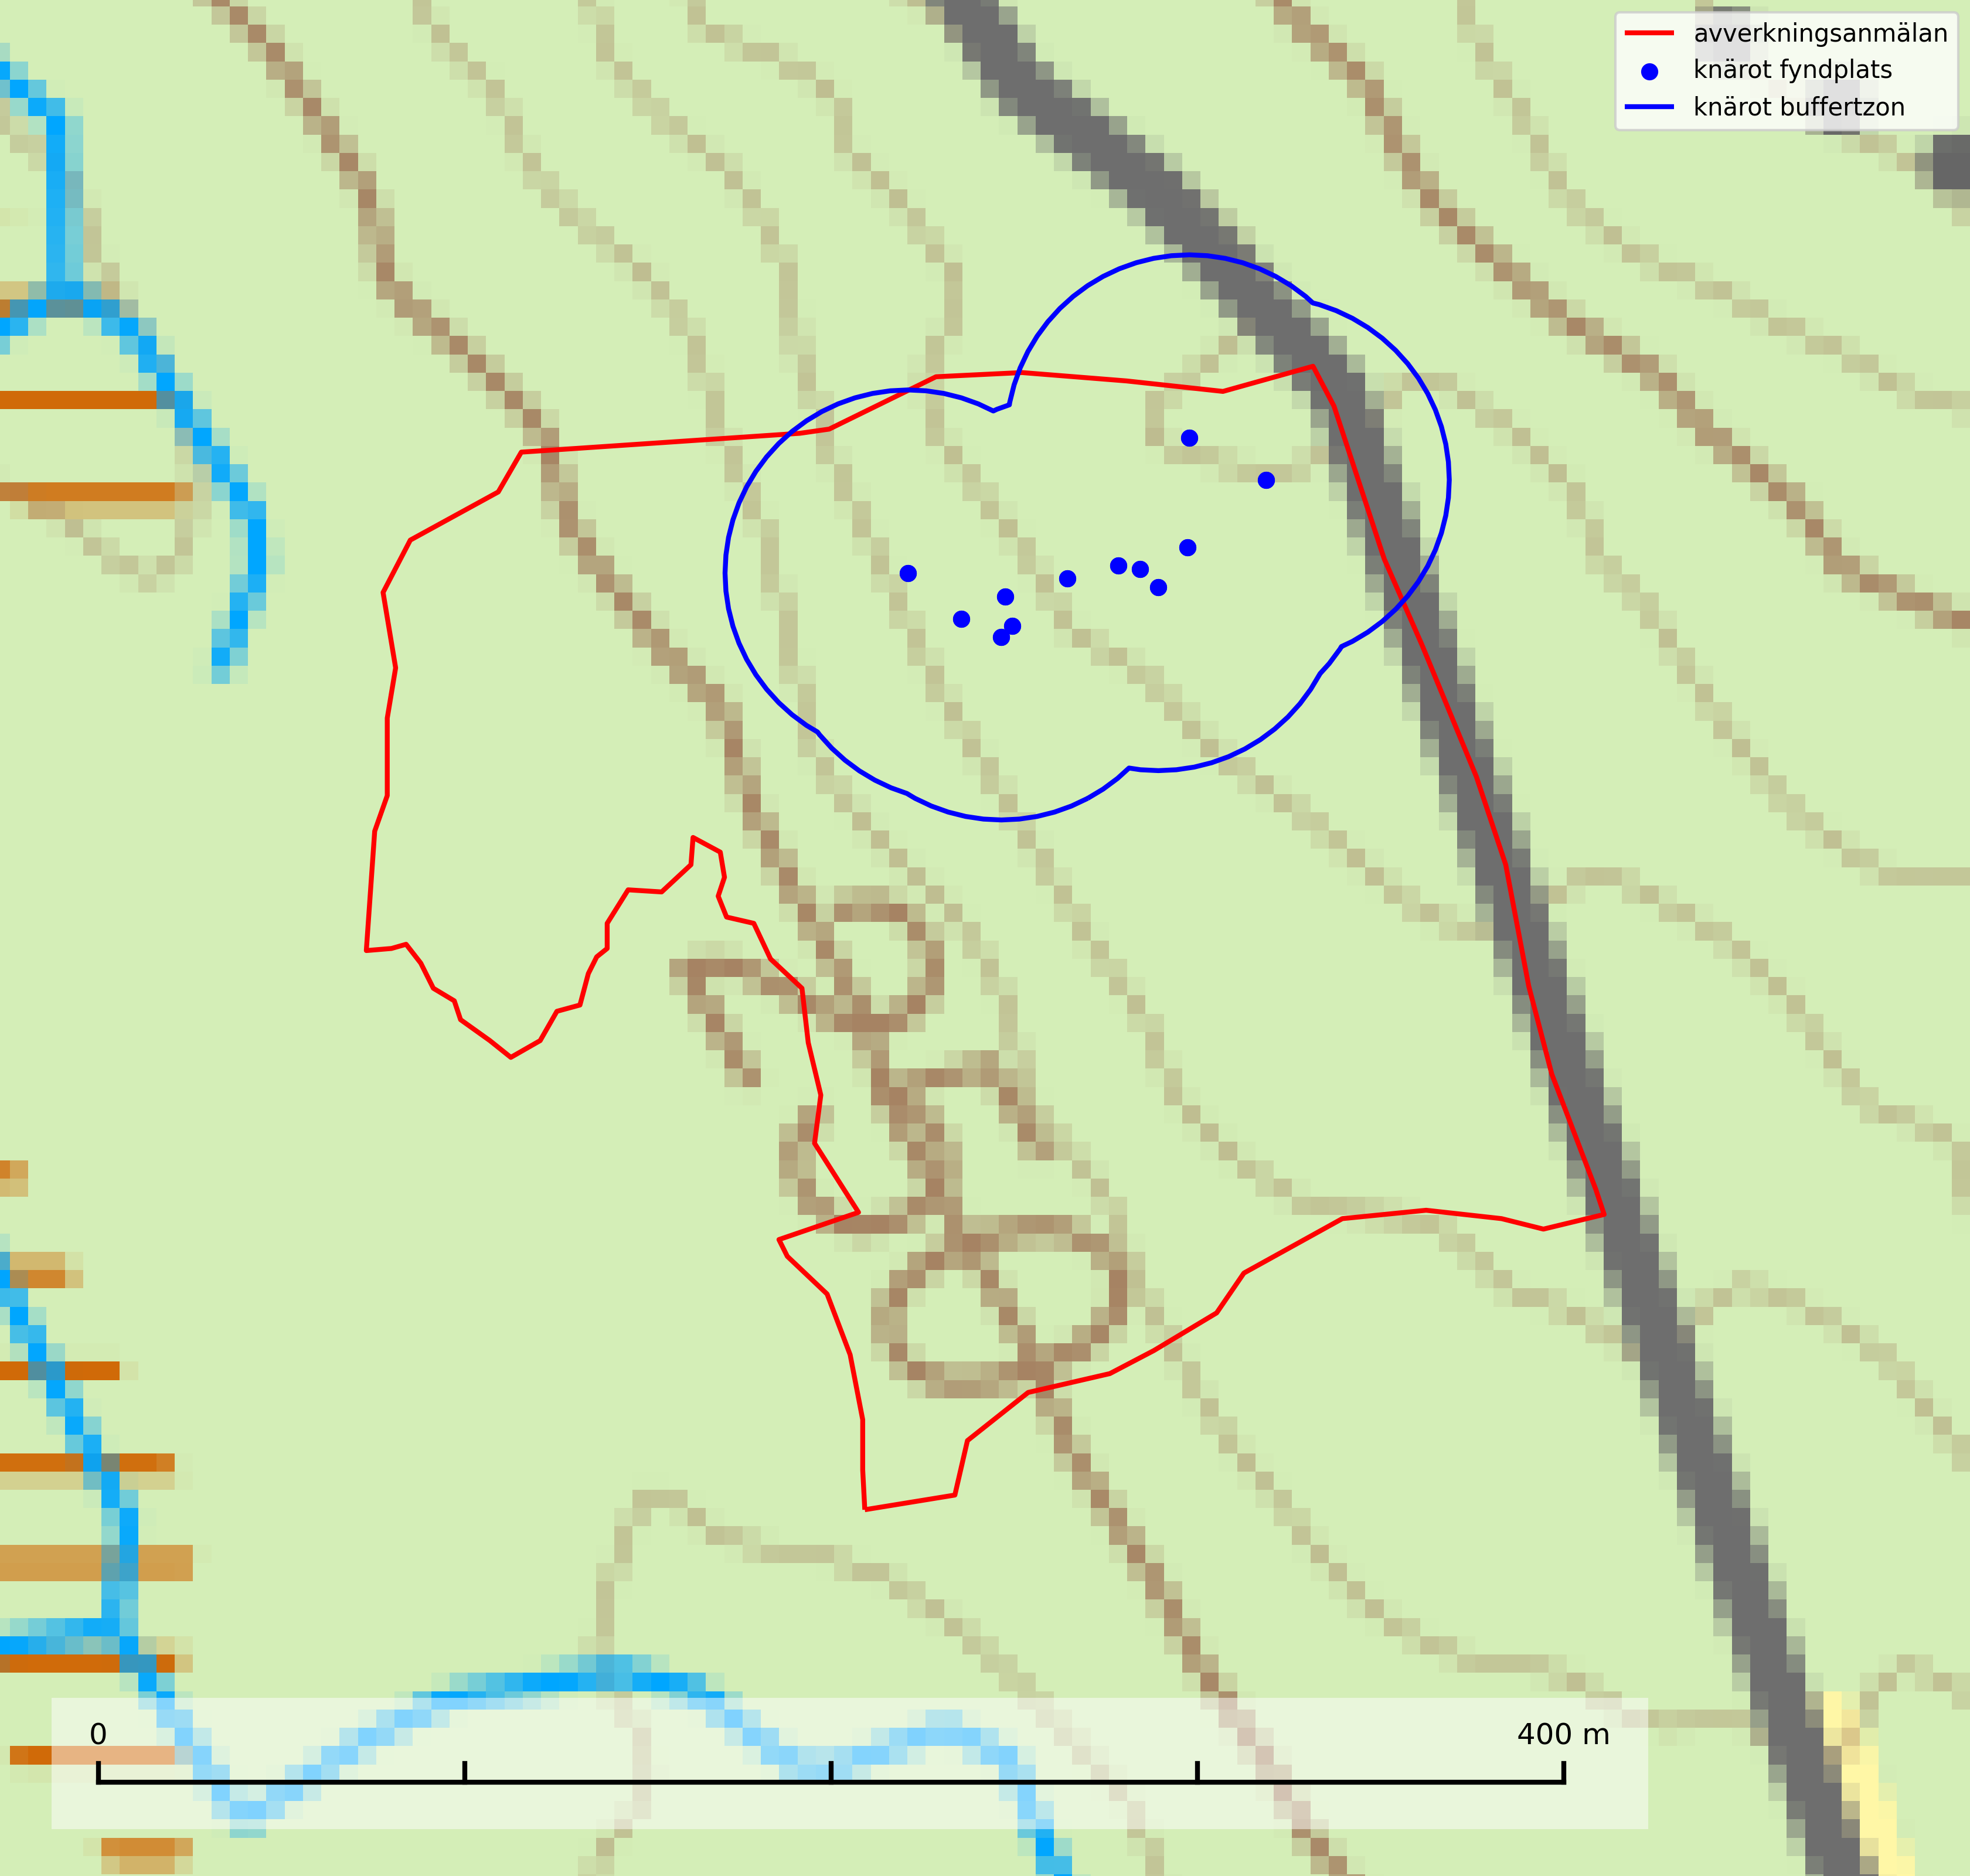 avverkningsanmälan
knärot fyndplats
knärot buffertzon
0
400 m